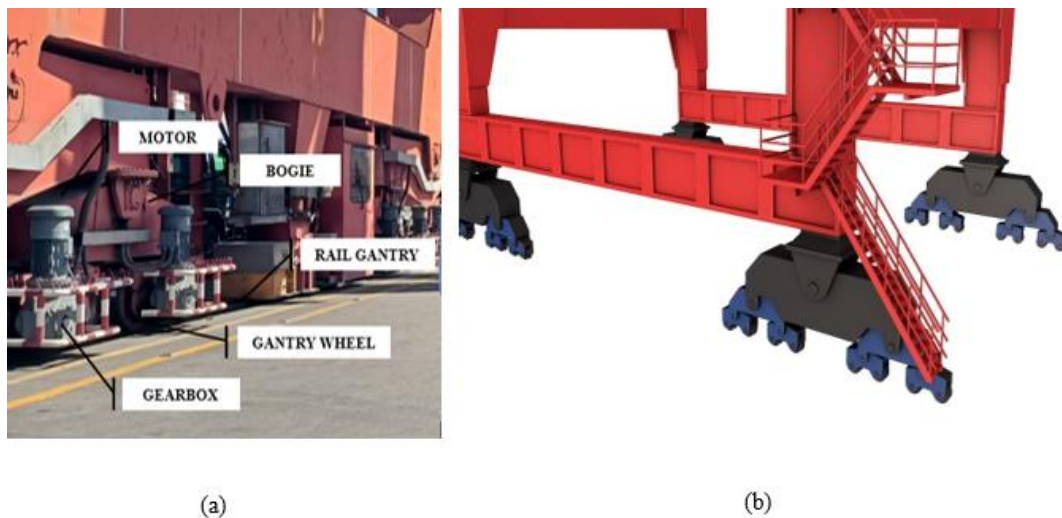 MOTOR
BOGIE
RAIL GANTRY
GANTRY WHEEL
GEARBOX
(a)
(b)